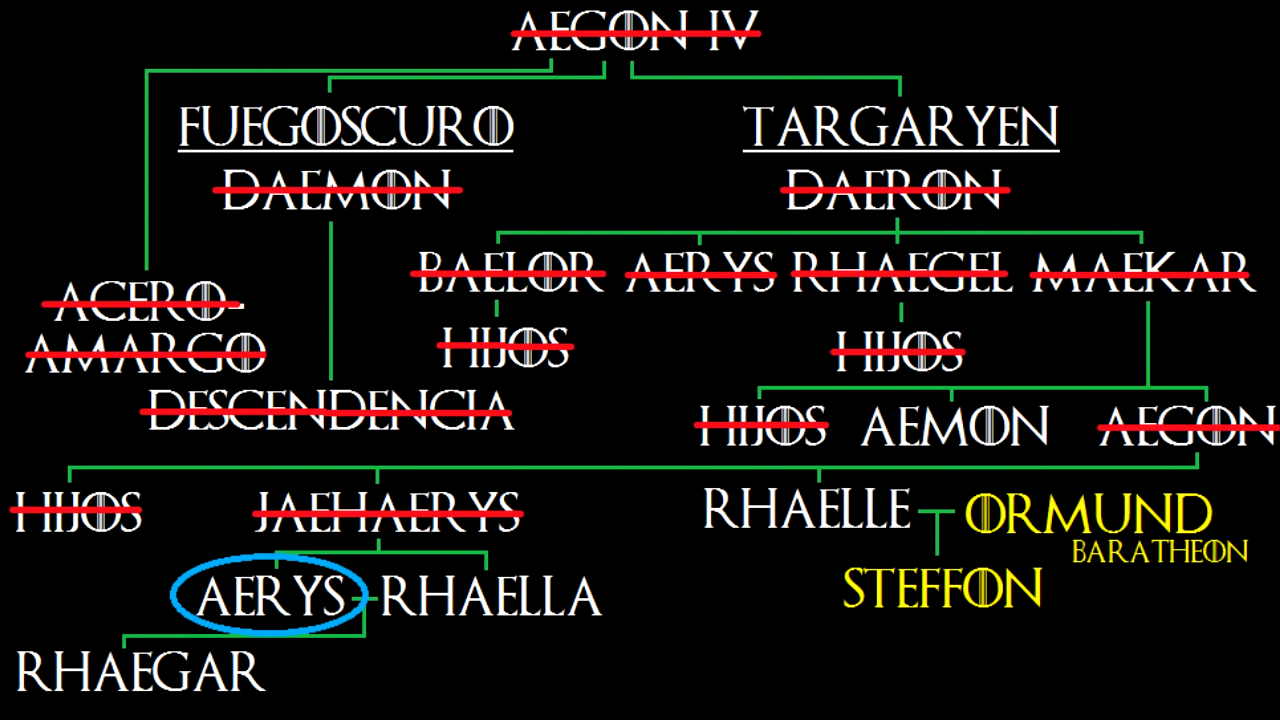 AEGON IV
FUEGOSCURO
TARGARYEN
DAEMON
DAERON
BAELOR
AERYS
RHAEGEL
MAEKAR
ACERO-
AMARGO
HIJOS
HIJOS
DESCENDENCIA
HIJOS
AEMON
AEGON
HIJOS
JAEHAERYS
RHAELLE
ORMUND
BARATHEON
AERYS
RHAELLA
STEFFON
RHAEGAR